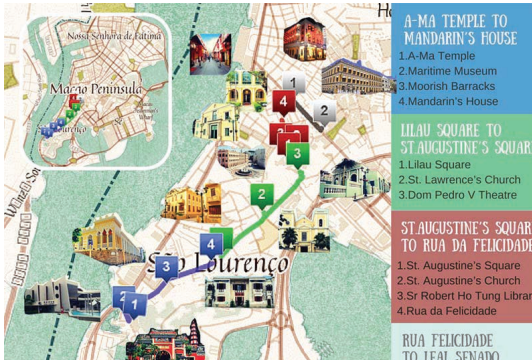 Nossa Senhora de Fatima
Macao Peninsula
São Lourenço
1
2
4
3
2
4
3
2
1
São Lourenço
A-MA TEMPLE TO
MANDARIN'S HOUSE
1.A-Ma Temple
2.Maritime Museum
3.Moorish Barracks
4.Mandarin's House
LILAU SQUARE TO
ST.AUGUSTINE'S SQUAR
1.Lilau Square
2.St. Lawrence's Church
3.Dom Pedro V Theatre
ST.AUGUSTINE'S SQUAR
TO RUA DA FELICIDADE
1.St. Augustine's Square
2.St. Augustine's Church
3.Sr Robert Ho Tung Librar
4.Rua da Felicidade
RUA FELICIDADE
TO LEAL SENADO